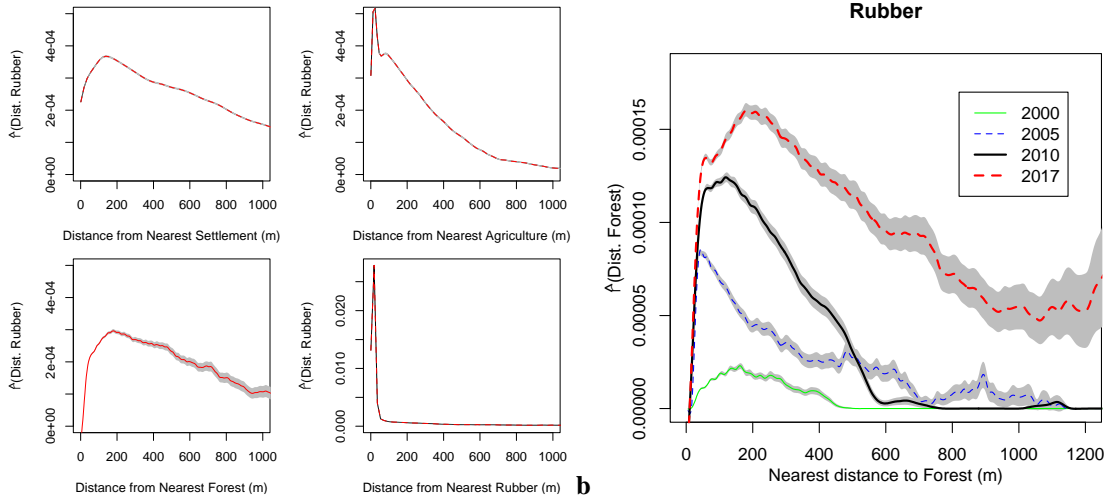 r̂(Dist. Rubber)
0e+00 2e-04 4e-04
0 200 400 600 800 1000
Distance from Nearest Settlement (m)
r̂(Dist. Rubber)
0e+00 2e-04 4e-04
0 200 400 600 800 1000
Distance from Nearest Agriculture (m)
r̂(Dist. Rubber)
0e+00 2e-04 4e-04
0 200 400 600 800 1000
Distance from Nearest Forest (m)
r̂(Dist. Rubber)
0.000 0.010 0.020
0 200 400 600 800 1000
Distance from Nearest Rubber (m)
b
Rubber
r̂(Dist. Forest)
0.00000 0.00005 0.00010 0.00015
2000
2005
2010
2017
0 200 400 600 800 1000 1200
Nearest distance to Forest (m)